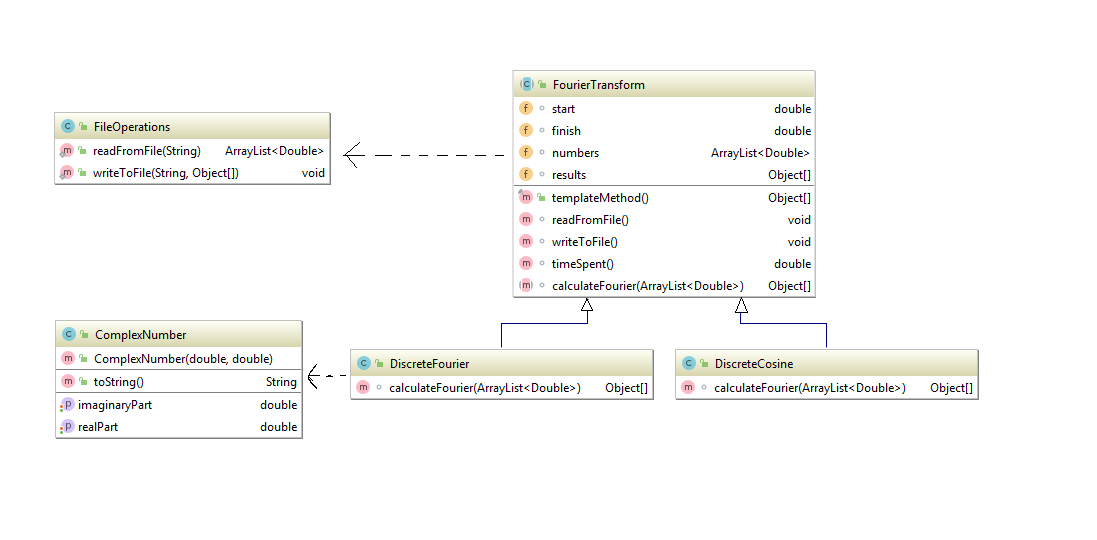 FileOperations
readFromFile(String) ArrayList<Double>
writeToFile(String, Object[]) void
FourierTransform
start double
finish double
numbers ArrayList<Double>
results Object[]
templateMethod() Object[]
readFromFile() void
writeToFile() void
timeSpent() double
calculateFourier(ArrayList<Double>) Object[]
ComplexNumber
ComplexNumber(double, double)
toString() String
imaginaryPart double
realPart double
DiscreteFourier
calculateFourier(ArrayList<Double>) Object[]
DiscreteCosine
calculateFourier(ArrayList<Double>) Object[]